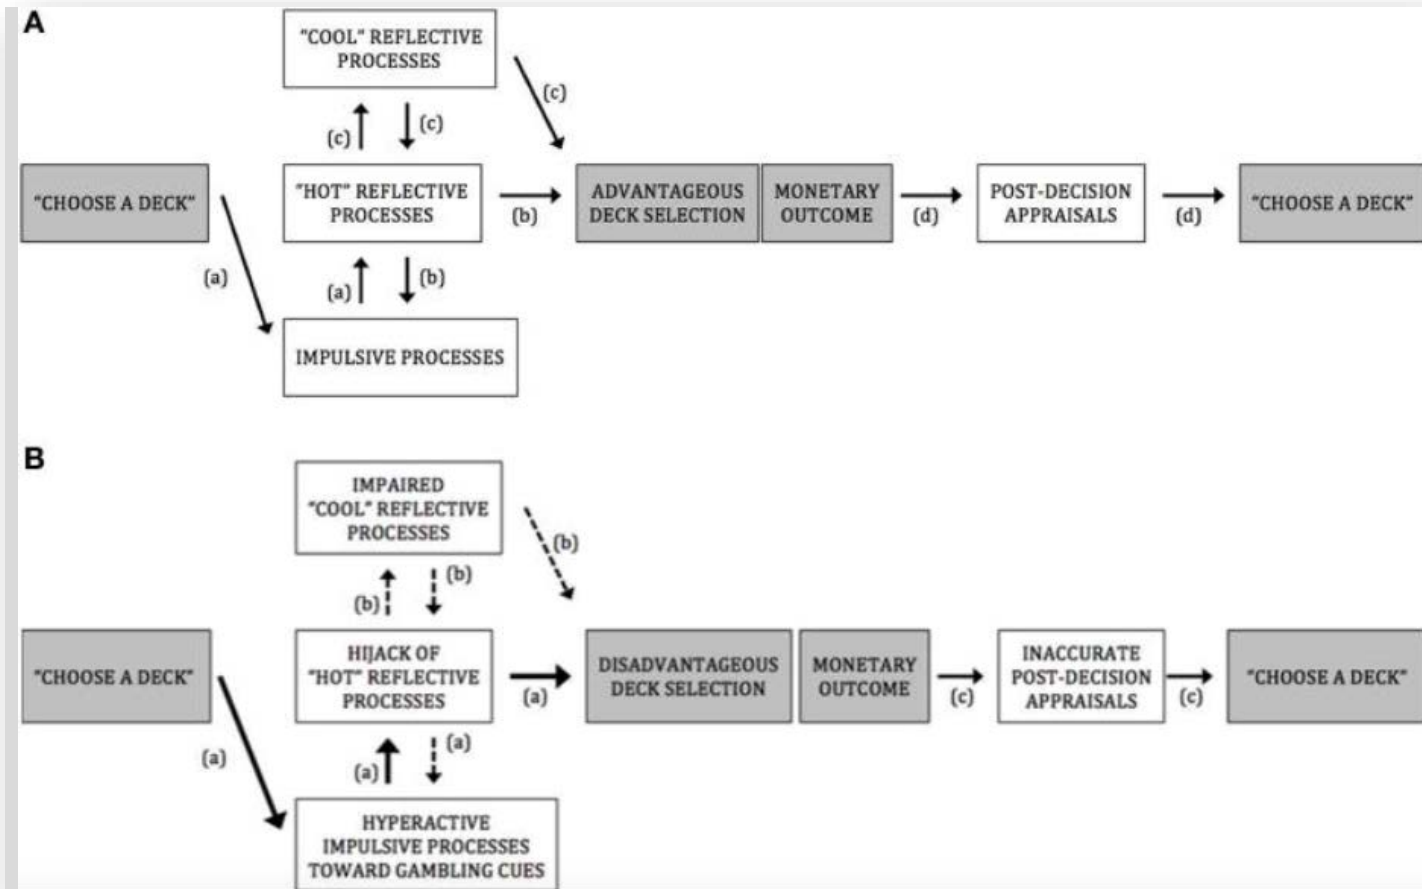 A
"COOL" REFLECTIVE
PROCESSES
(c)
(c)
(c)
"CHOOSE A DECK"
"HOT" REFLECTIVE
PROCESSES
(b)
ADVANTAGEOUS
DECK SELECTION
MONETARY
OUTCOME
(d)
POST-DECISION
APPRAISALS
(d)
"CHOOSE A DECK"
(a)
(a)
(b)
IMPULSIVE PROCESSES
B
IMPAIRED
"COOL" REFLECTIVE
PROCESSES
(b)
(b)
(b)
"CHOOSE A DECK"
HIJACK OF
"HOT" REFLECTIVE
PROCESSES
(a)
DISADVANTAGEOUS
DECK SELECTION
MONETARY
OUTCOME
(c)
INACCURATE
POST-DECISION
APPRAISALS
(c)
"CHOOSE A DECK"
(a)
(a)
(a)
HYPERACTIVE
IMPULSIVE PROCESSES
TOWARD GAMBLING CUES